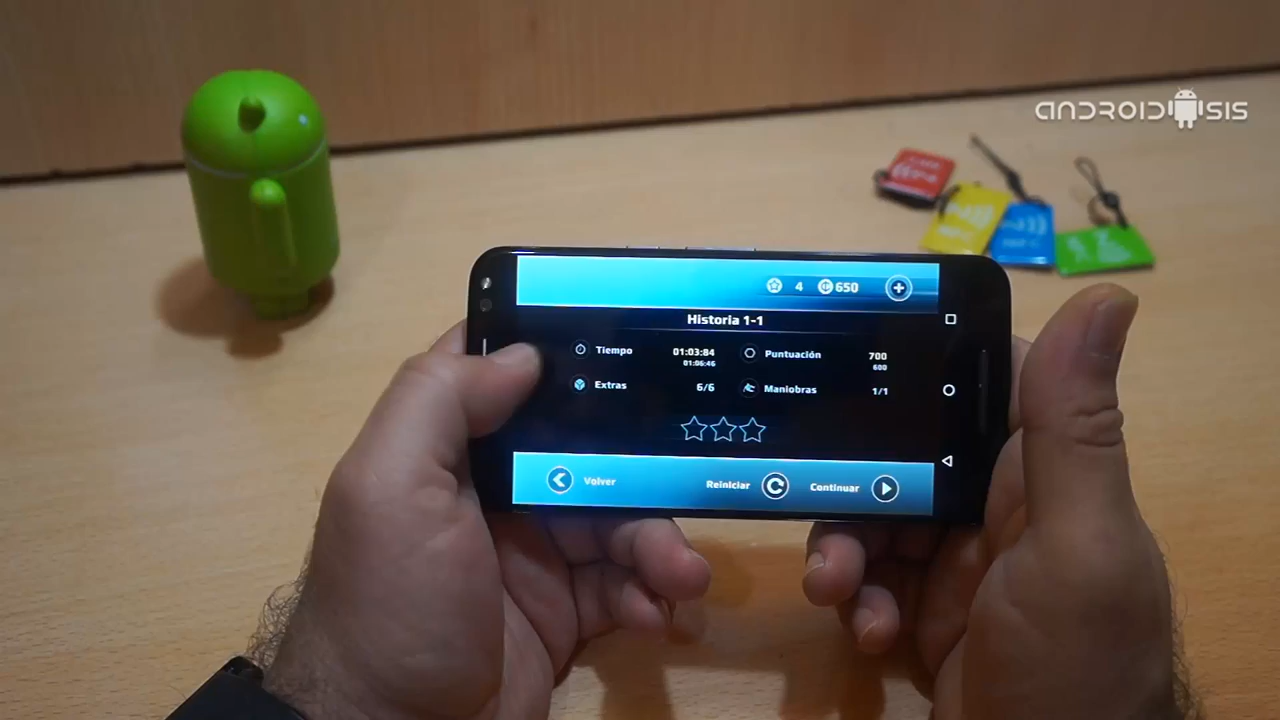 ANDROIDSIS
4 650
Historia 1-1
Tiempo 01:03:84 Puntuación 700
01:06:46 600
Extras 6/6 Maniobras 1/1
Volver Reiniciar Continuar